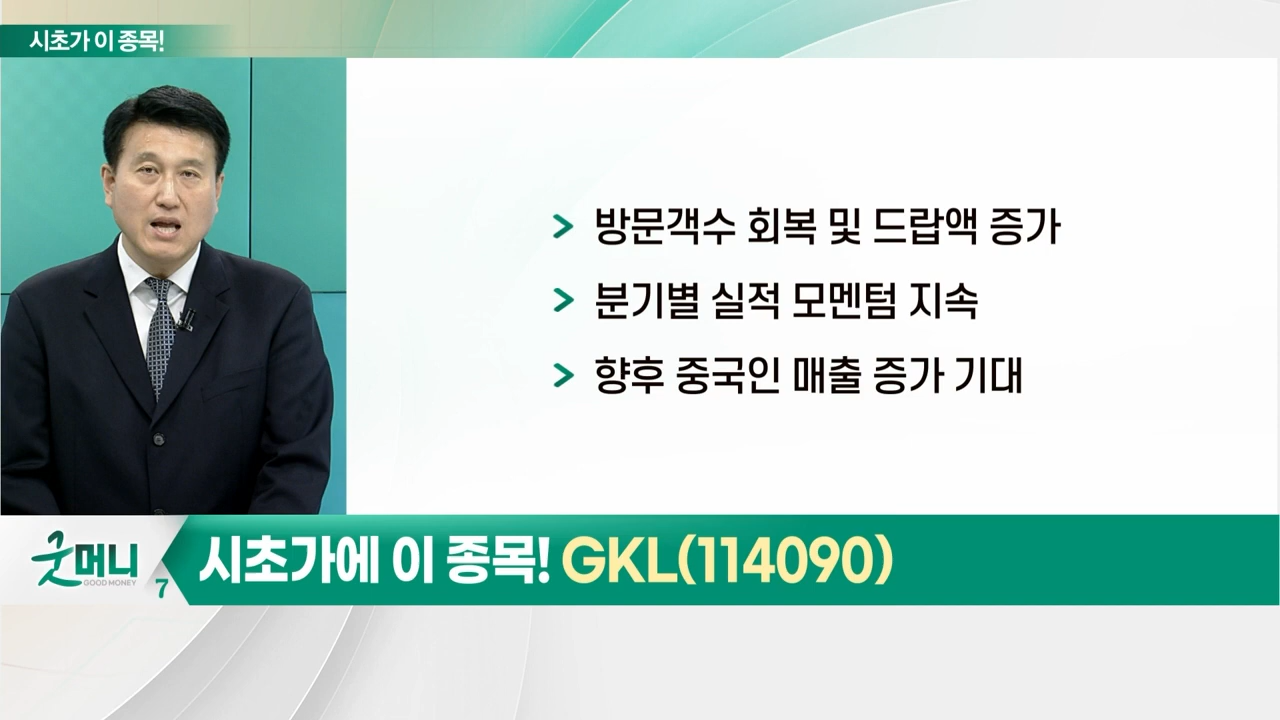 시초가 이 종목!
방문객수 회복 및 드랍액 증가
분기별 실적 모멘텀 지속
향후 중국인 매출 증가 기대
굿머니
GOOD MONEY
7
시초가에 이 종목! GKL(114090)